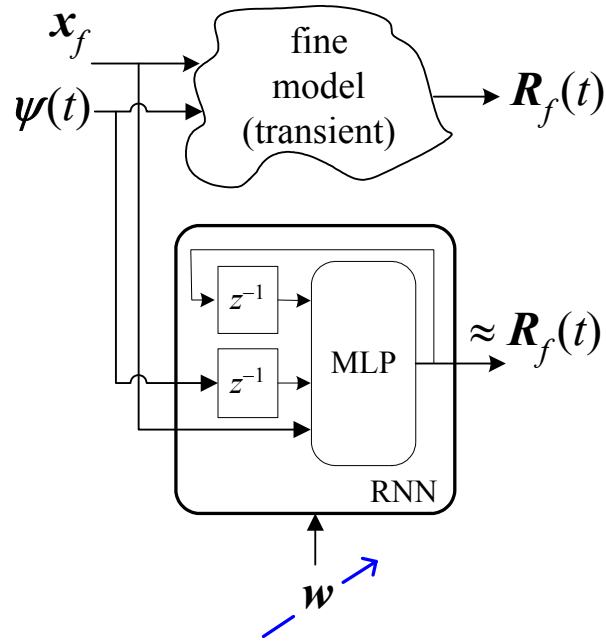 x_f
fine
model
(transient)
ψ(t)
R_f(t)
z⁻¹
MLP
≈ R_f(t)
z⁻¹
RNN
w